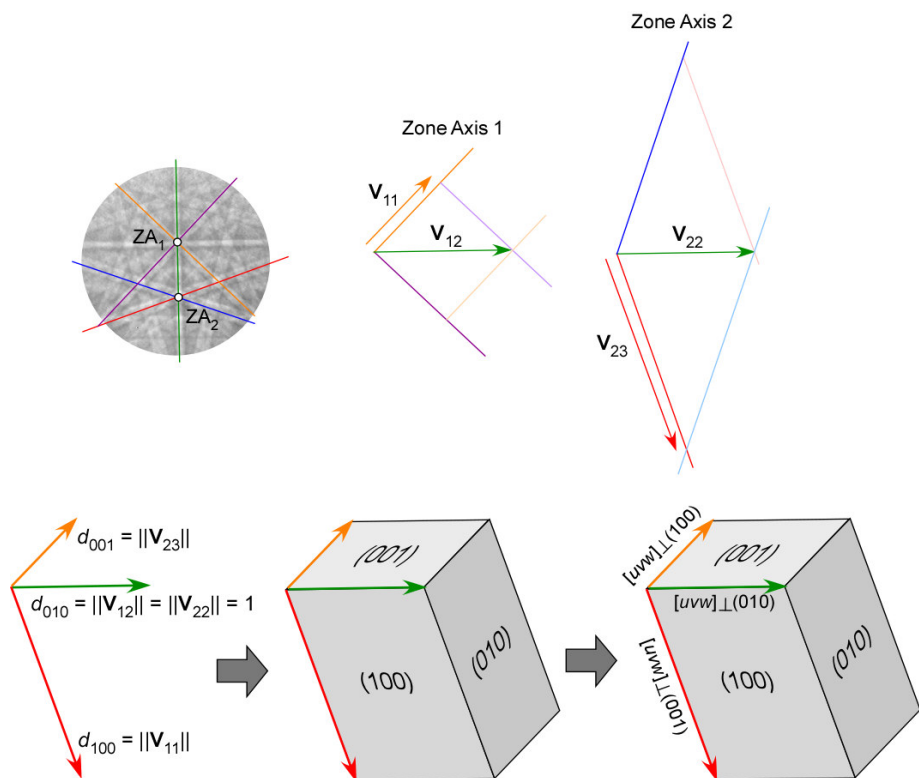 Zone Axis 2
Zone Axis 1
ZA₁
ZA₂
V₁₁
V₁₂
V₂₂
V₂₃
d₀₀₁ = ||V₂₃||
d₀₁₀ = ||V₁₂|| = ||V₂₂|| = 1
d₁₀₀ = ||V₁₁||
(001)
(100)
(010)
[uvw]⊥(100)
(001)
[uvw]⊥(010)
[uvw]⊥(001)
(100)
(010)